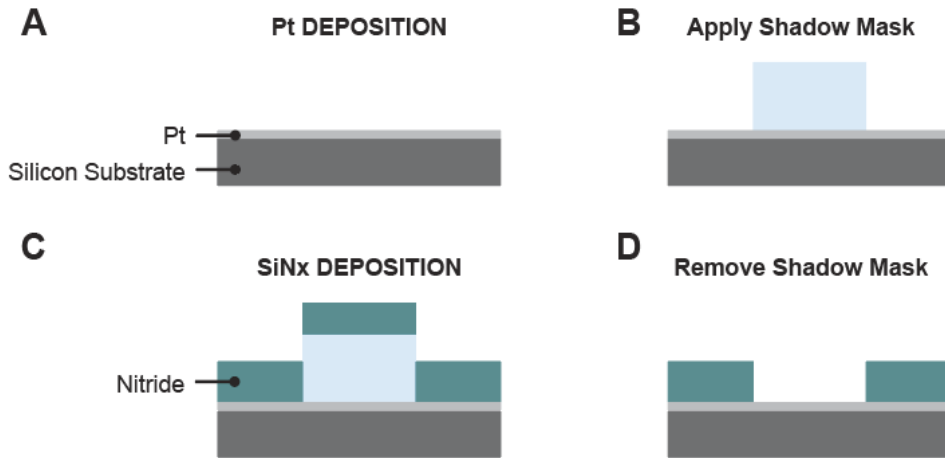 A
Pt DEPOSITION
Pt
Silicon Substrate
B
Apply Shadow Mask
C
SiNx DEPOSITION
Nitride
D
Remove Shadow Mask